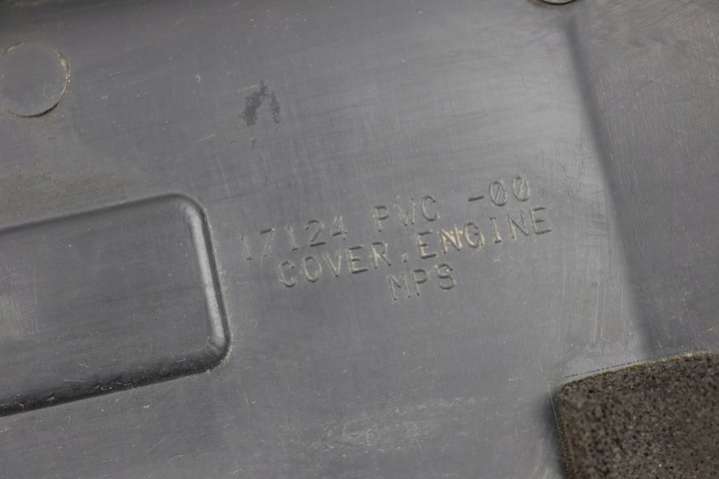 17124 PWC -00
COVER,ENGINE
MPS